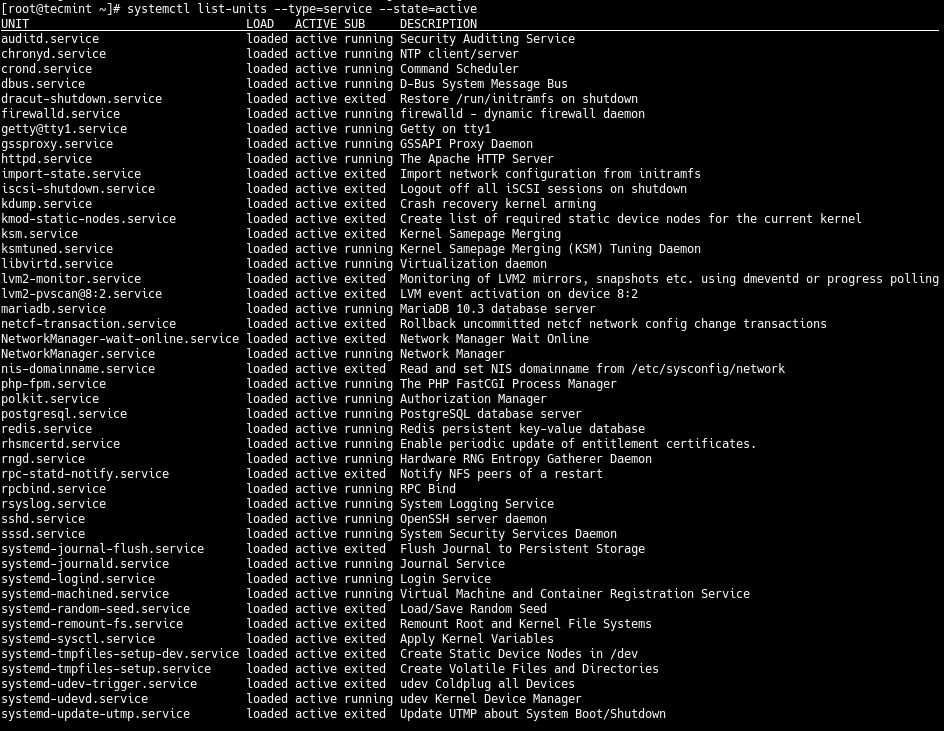 [root@tecmint ~]# systemctl list-units --type=service --state=active
UNIT                               LOAD   ACTIVE SUB     DESCRIPTION
auditd.service                     loaded active running Security Auditing Service
chronyd.service                    loaded active running NTP client/server
crond.service                      loaded active running Command Scheduler
dbus.service                       loaded active running D-Bus System Message Bus
dracut-shutdown.service            loaded active exited  Restore /run/initramfs on shutdown
firewalld.service                  loaded active running firewalld - dynamic firewall daemon
getty@tty1.service                 loaded active running Getty on tty1
gssproxy.service                   loaded active running GSSAPI Proxy Daemon
httpd.service                      loaded active running The Apache HTTP Server
import-state.service               loaded active exited  Import network configuration from initramfs
iscsi-shutdown.service             loaded active exited  Logout off all iSCSI sessions on shutdown
kdump.service                      loaded active exited  Crash recovery kernel arming
kmod-static-nodes.service          loaded active exited  Create list of required static device nodes for the current kernel
ksm.service                        loaded active exited  Kernel Samepage Merging
ksmtuned.service                   loaded active running Kernel Samepage Merging (KSM) Tuning Daemon
libvirtd.service                   loaded active running Virtualization daemon
lvm2-monitor.service               loaded active exited  Monitoring of LVM2 mirrors, snapshots etc. using dmeventd or progress polling
lvm2-pvscan@8:2.service            loaded active exited  LVM event activation on device 8:2
mariadb.service                    loaded active running MariaDB 10.3 database server
netcf-transaction.service          loaded active exited  Rollback uncommitted netcf network config change transactions
NetworkManager-wait-online.service loaded active exited  Network Manager Wait Online
NetworkManager.service             loaded active running Network Manager
nis-domainname.service             loaded active exited  Read and set NIS domainname from /etc/sysconfig/network
php-fpm.service                    loaded active running The PHP FastCGI Process Manager
polkit.service                     loaded active running Authorization Manager
postgresql.service                 loaded active running PostgreSQL database server
redis.service                      loaded active running Redis persistent key-value database
rhsmcertd.service                  loaded active running Enable periodic update of entitlement certificates.
rngd.service                       loaded active running Hardware RNG Entropy Gatherer Daemon
rpc-statd-notify.service           loaded active exited  Notify NFS peers of a restart
rpcbind.service                    loaded active running RPC Bind
rsyslog.service                    loaded active running System Logging Service
sshd.service                       loaded active running OpenSSH server daemon
sssd.service                       loaded active running System Security Services Daemon
systemd-journal-flush.service      loaded active exited  Flush Journal to Persistent Storage
systemd-journald.service           loaded active running Journal Service
systemd-logind.service             loaded active running Login Service
systemd-machined.service           loaded active running Virtual Machine and Container Registration Service
systemd-random-seed.service        loaded active exited  Load/Save Random Seed
systemd-remount-fs.service         loaded active exited  Remount Root and Kernel File Systems
systemd-sysctl.service             loaded active exited  Apply Kernel Variables
systemd-tmpfiles-setup-dev.service loaded active exited  Create Static Device Nodes in /dev
systemd-tmpfiles-setup.service     loaded active exited  Create Volatile Files and Directories
systemd-udev-trigger.service       loaded active exited  udev Coldplug all Devices
systemd-udevd.service              loaded active running udev Kernel Device Manager
systemd-update-utmp.service        loaded active exited  Update UTMP about System Boot/Shutdown